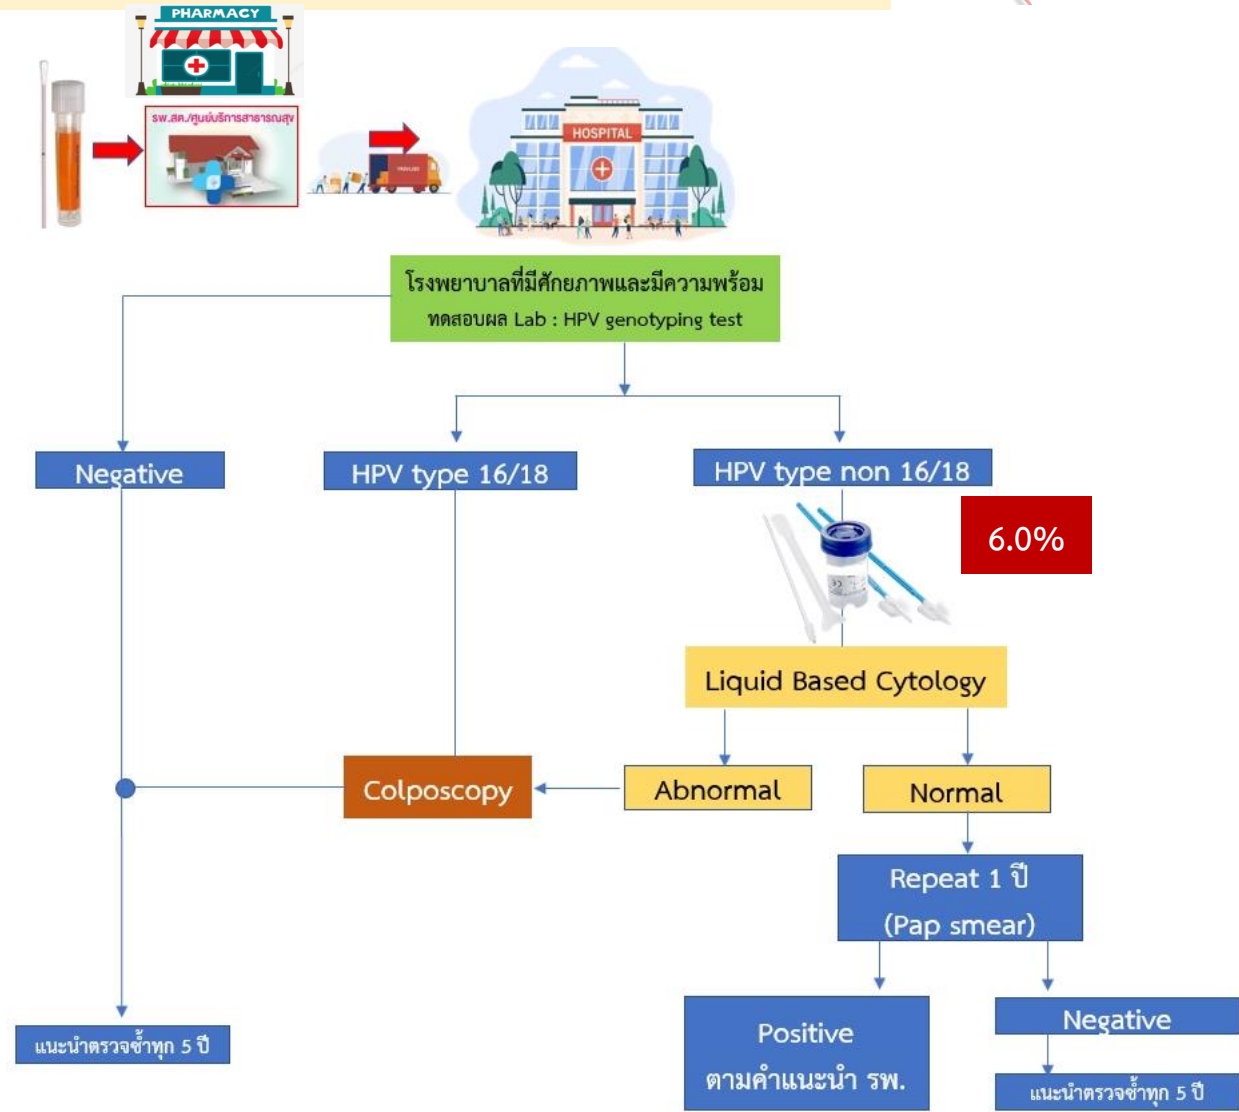 PHARMACY
รพ.สต./ศูนย์บริการสาธารณสุข
HOSPITAL
โรงพยาบาลที่มีศักยภาพและมีความพร้อม
ทดสอบผล Lab : HPV genotyping test
Negative
HPV type 16/18
HPV type non 16/18
6.0%
Liquid Based Cytology
Colposcopy
Abnormal
Normal
Repeat 1 ปี
(Pap smear)
Positive
ตามคำแนะนำ รพ.
Negative
แนะนำตรวจซ้ำทุก 5 ปี
แนะนำตรวจซ้ำทุก 5 ปี